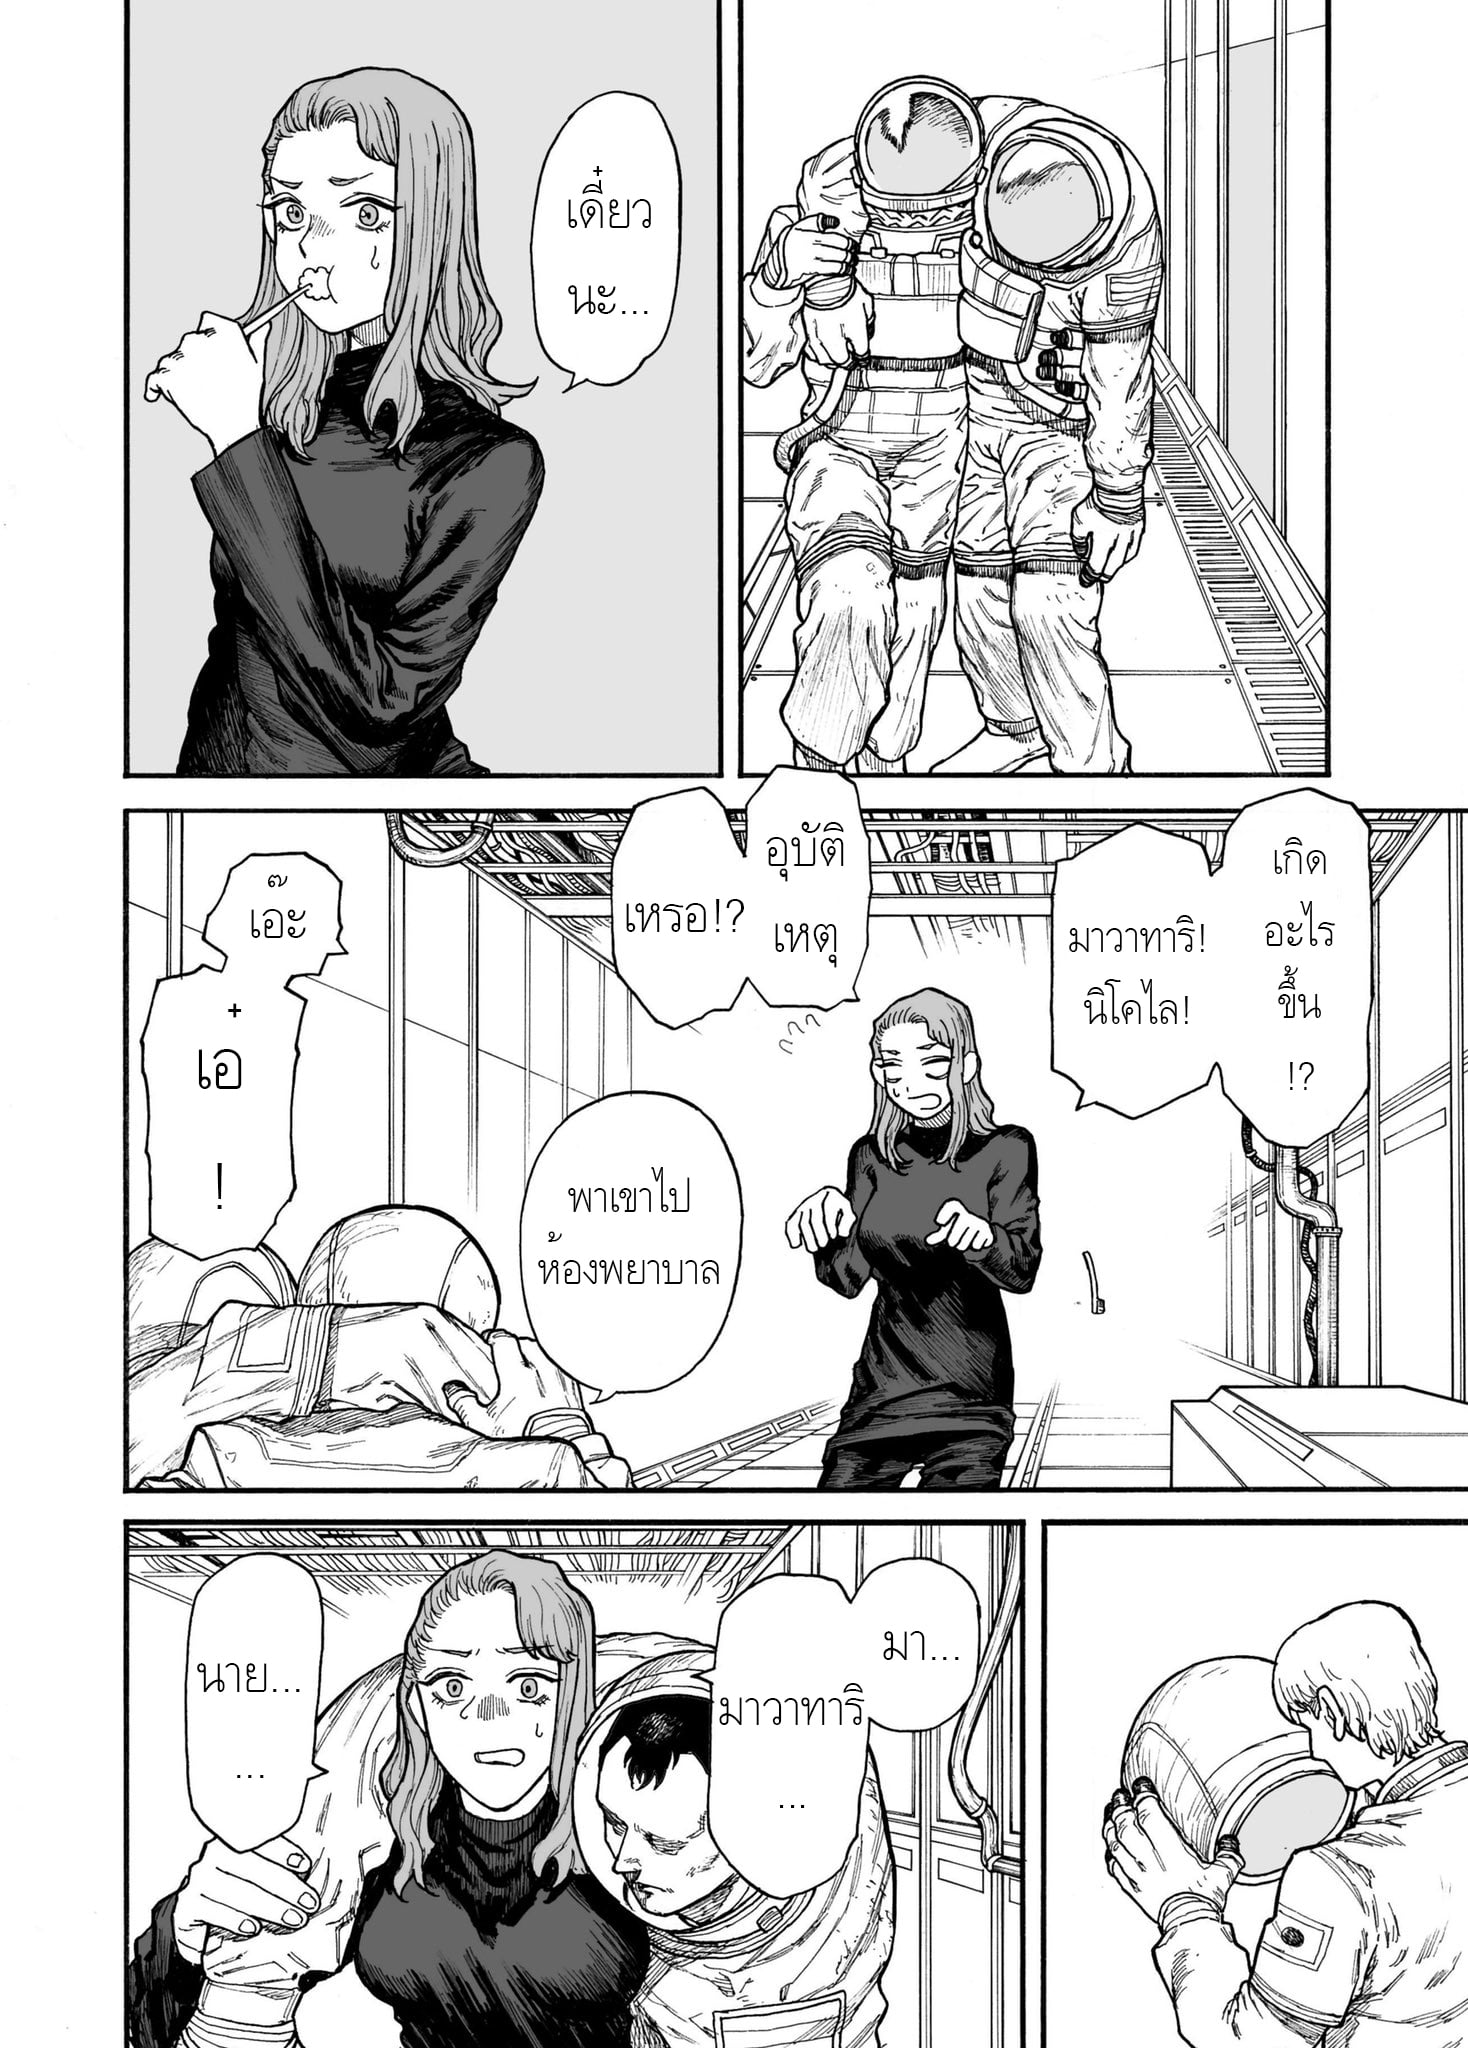 เดี๋ยว
นะ...
เกิด
อะไร
ขึ้น
!?
มาวาทาริ!
นิโคไล!
อุบัติ
เหตุ
เหรอ!?
พาเขาไป
ห้องพยาบาล
เอ๊ะ
เอ๋
!
มา...
มาวาทาริ
...
นาย...
...